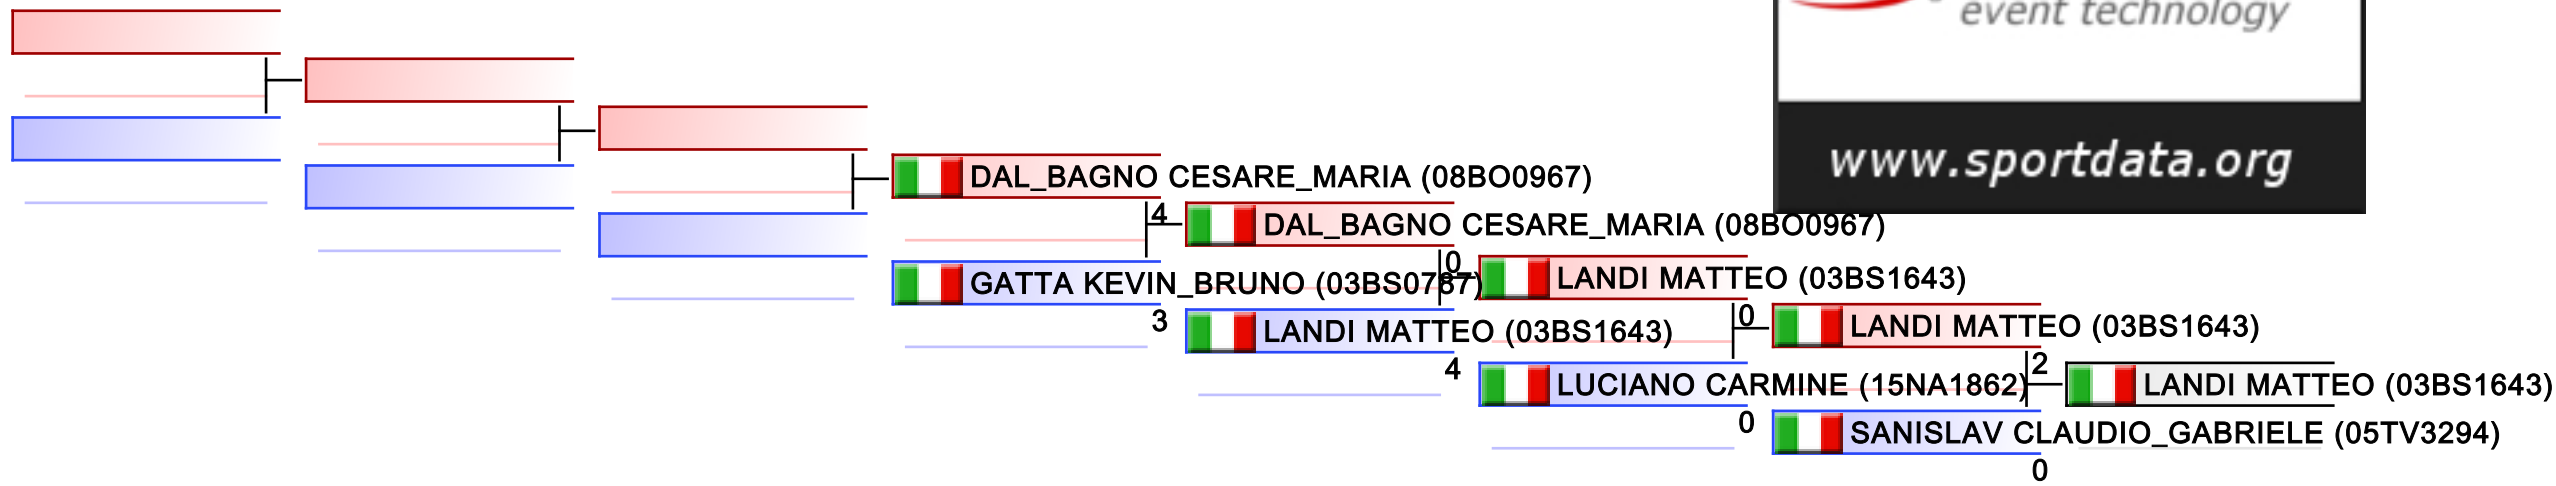 event technology
www.sportdata.org
DAL_BAGNO CESARE_MARIA (08BO0967)
4
DAL_BAGNO CESARE_MARIA (08BO0967)
0
GATTA KEVIN_BRUNO (03BS0787)
3
LANDI MATTEO (03BS1643)
0
LANDI MATTEO (03BS1643)
4
LANDI MATTEO (03BS1643)
2
LUCIANO CARMINE (15NA1862)
0
LANDI MATTEO (03BS1643)
SANISLAV CLAUDIO_GABRIELE (05TV3294)
0